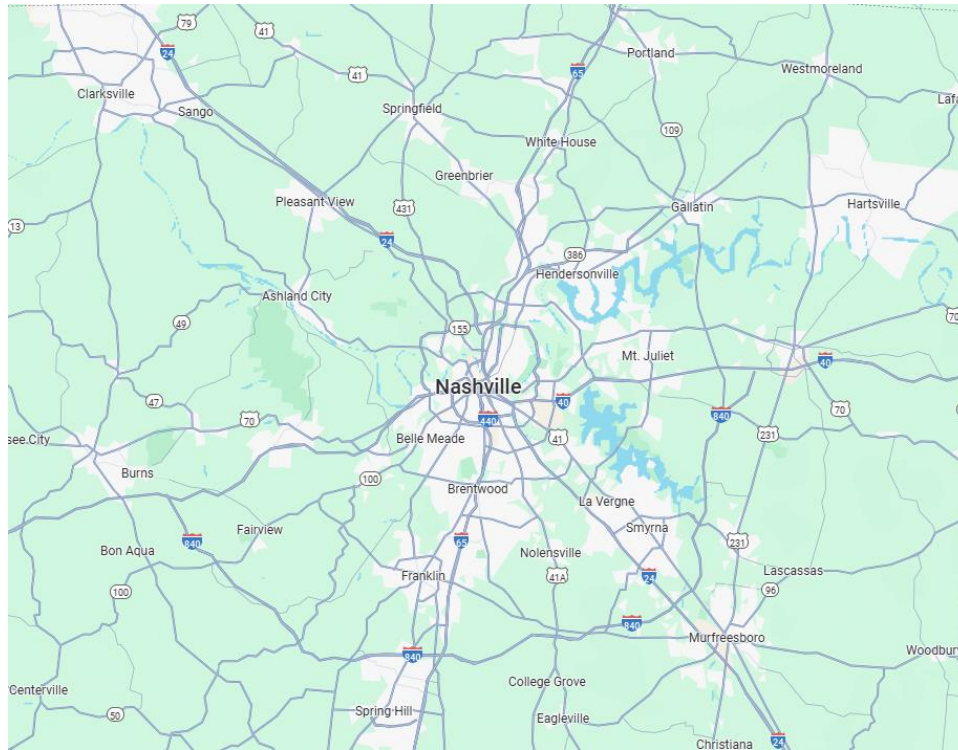 79
41
24
Portland
65
Westmoreland
41
Clarksville
Sango
Springfield
Lafa
109
White House
Greenbrier
Pleasant View
431
Gallatin
Hartsville
13
24
386
Hendersonville
Ashland City
70
49
155
Mt. Juliet
40
Nashville
47
40
840
70
70
440
231
see.City
Belle Meade
41
Burns
100
Brentwood
La Vergne
Smyrna
Fairview
840
65
231
Bon Aqua
Nolensville
Franklin
41A
24
Lascassas
100
96
840
Murfreesboro
840
Woodbury
College Grove
Centerville
50
Spring Hill
Eagleville
Christiana
24